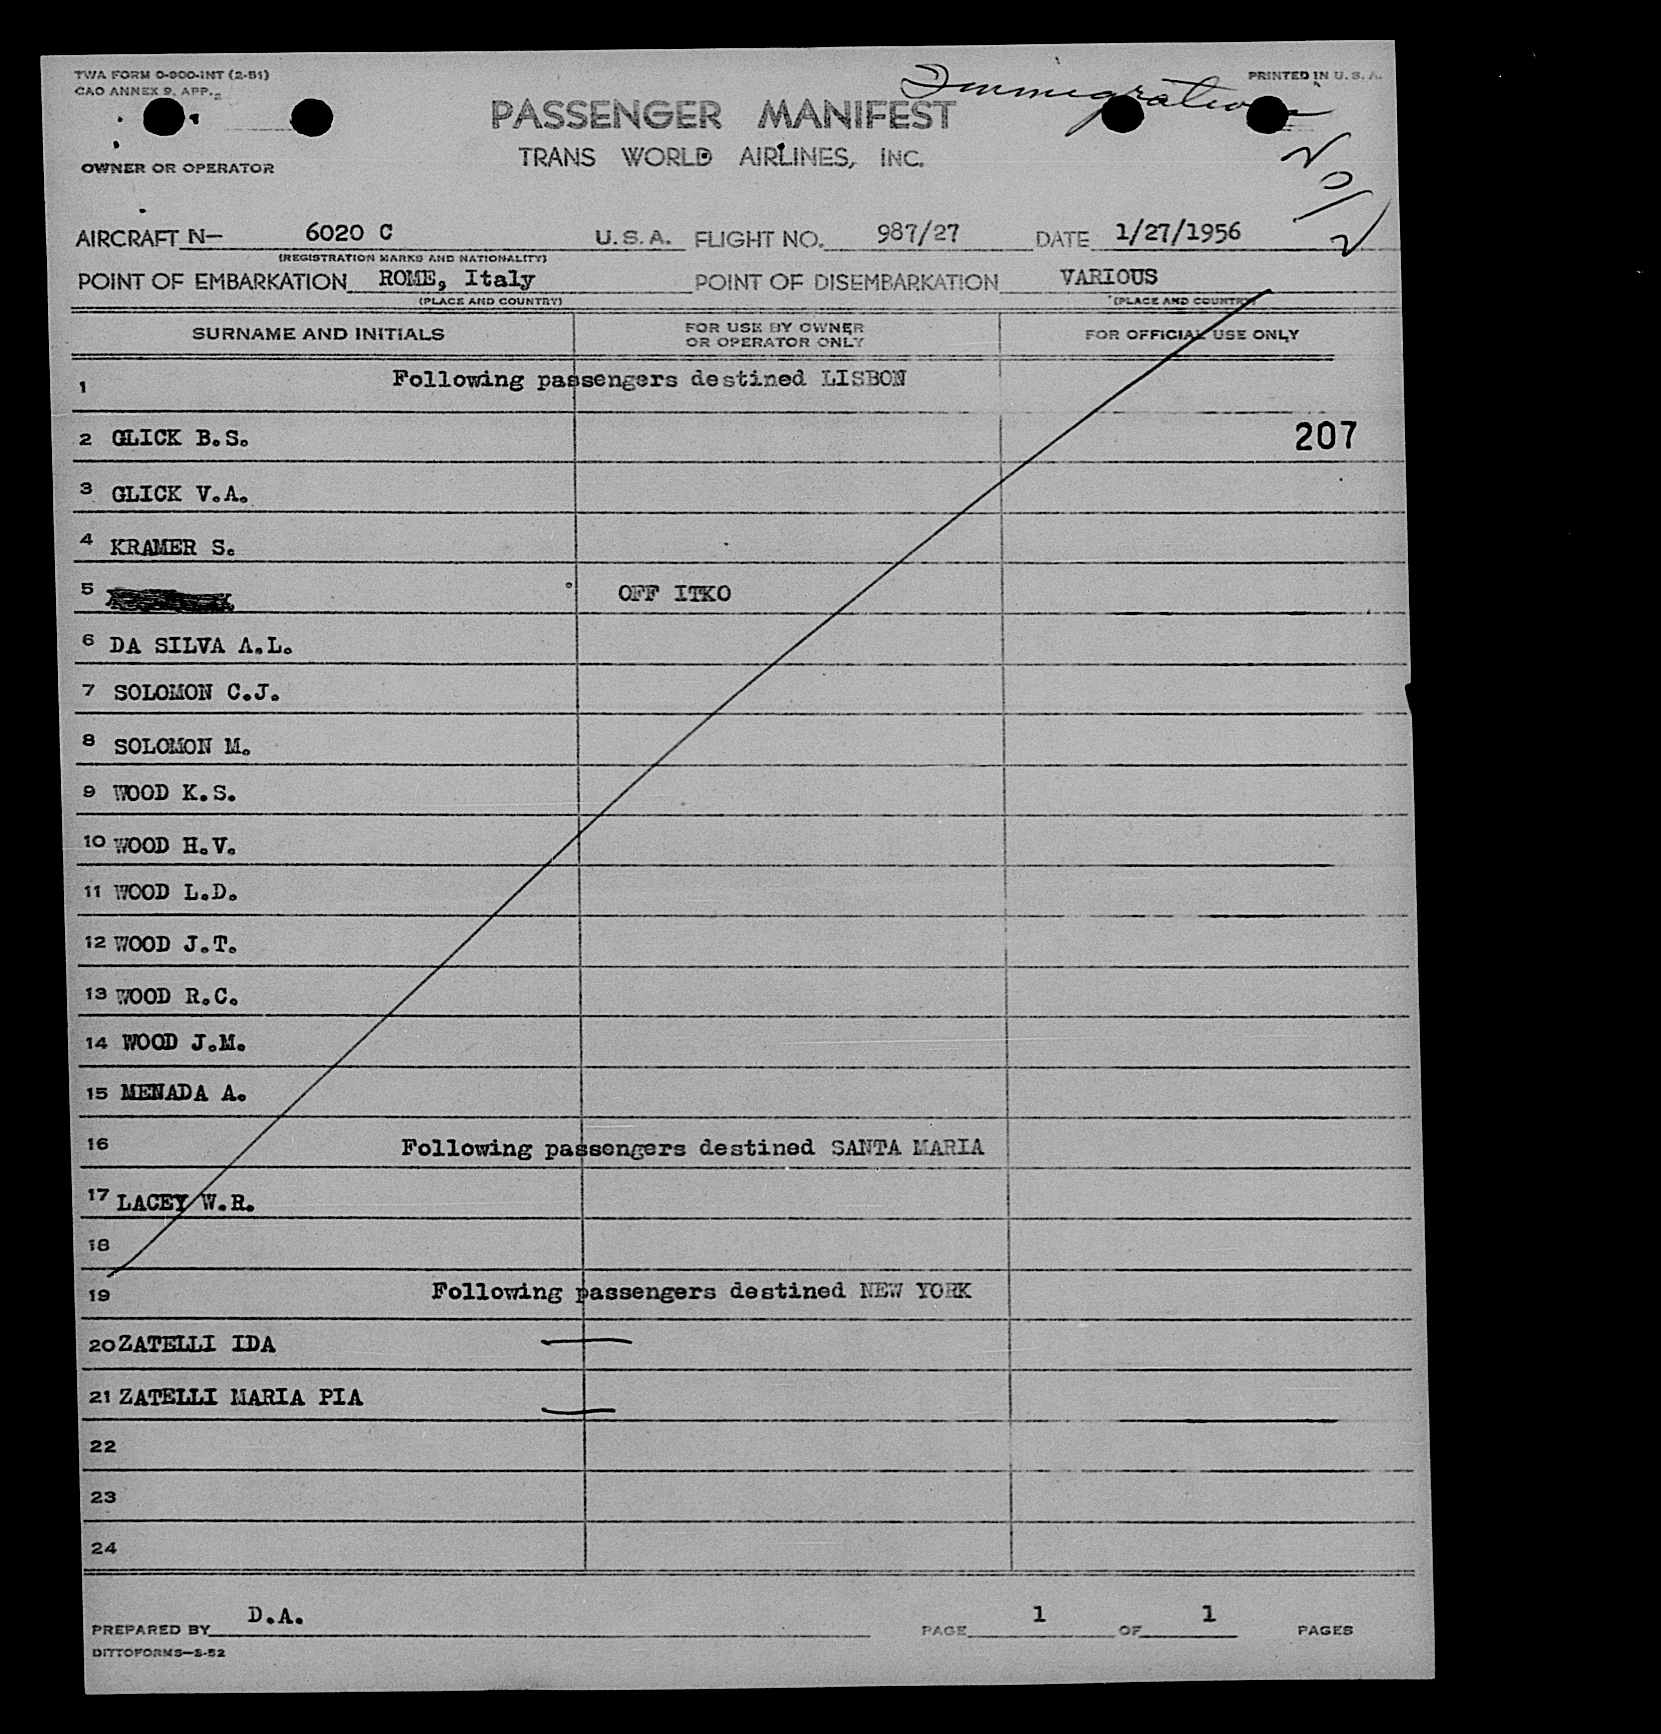 TWA FORM O-900-INT (2-51)
CAO ANNEX 9, APP.
PRINTED IN U. S. A.
Immigration
PASSENGER MANIFEST
TRANS WORLD AIRLINES, INC.
OWNER OR OPERATOR
AIRCRAFT N— 6020 C U.S.A. FLIGHT NO. 987/27 DATE 1/27/1956
(REGISTRATION MARKS AND NATIONALITY)
POINT OF EMBARKATION ROME, Italy POINT OF DISEMBARKATION VARIOUS
(PLACE AND COUNTRY) (PLACE AND COUNTRY)
SURNAME AND INITIALS FOR USE BY OWNER OR OPERATOR ONLY FOR OFFICIAL USE ONLY
1 Following passengers destined LISBON
2 GLICK B.S. 207
3 GLICK V.A.
4 KRAMER S.
5 OFF ITKO
6 DA SILVA A.L.
7 SOLOMON C.J.
8 SOLOMON M.
9 WOOD K.S.
10 WOOD H.V.
11 WOOD L.D.
12 WOOD J.T.
13 WOOD R.C.
14 WOOD J.M.
15 MENADA A.
16 Following passengers destined SANTA MARIA
17 LACEY W.R.
18
19 Following passengers destined NEW YORK
20 ZATELLI IDA
21 ZATELLI MARIA PIA
22
23
24
PREPARED BY D.A. PAGE 1 OF 1 PAGES
DITTOFORMS—S-52